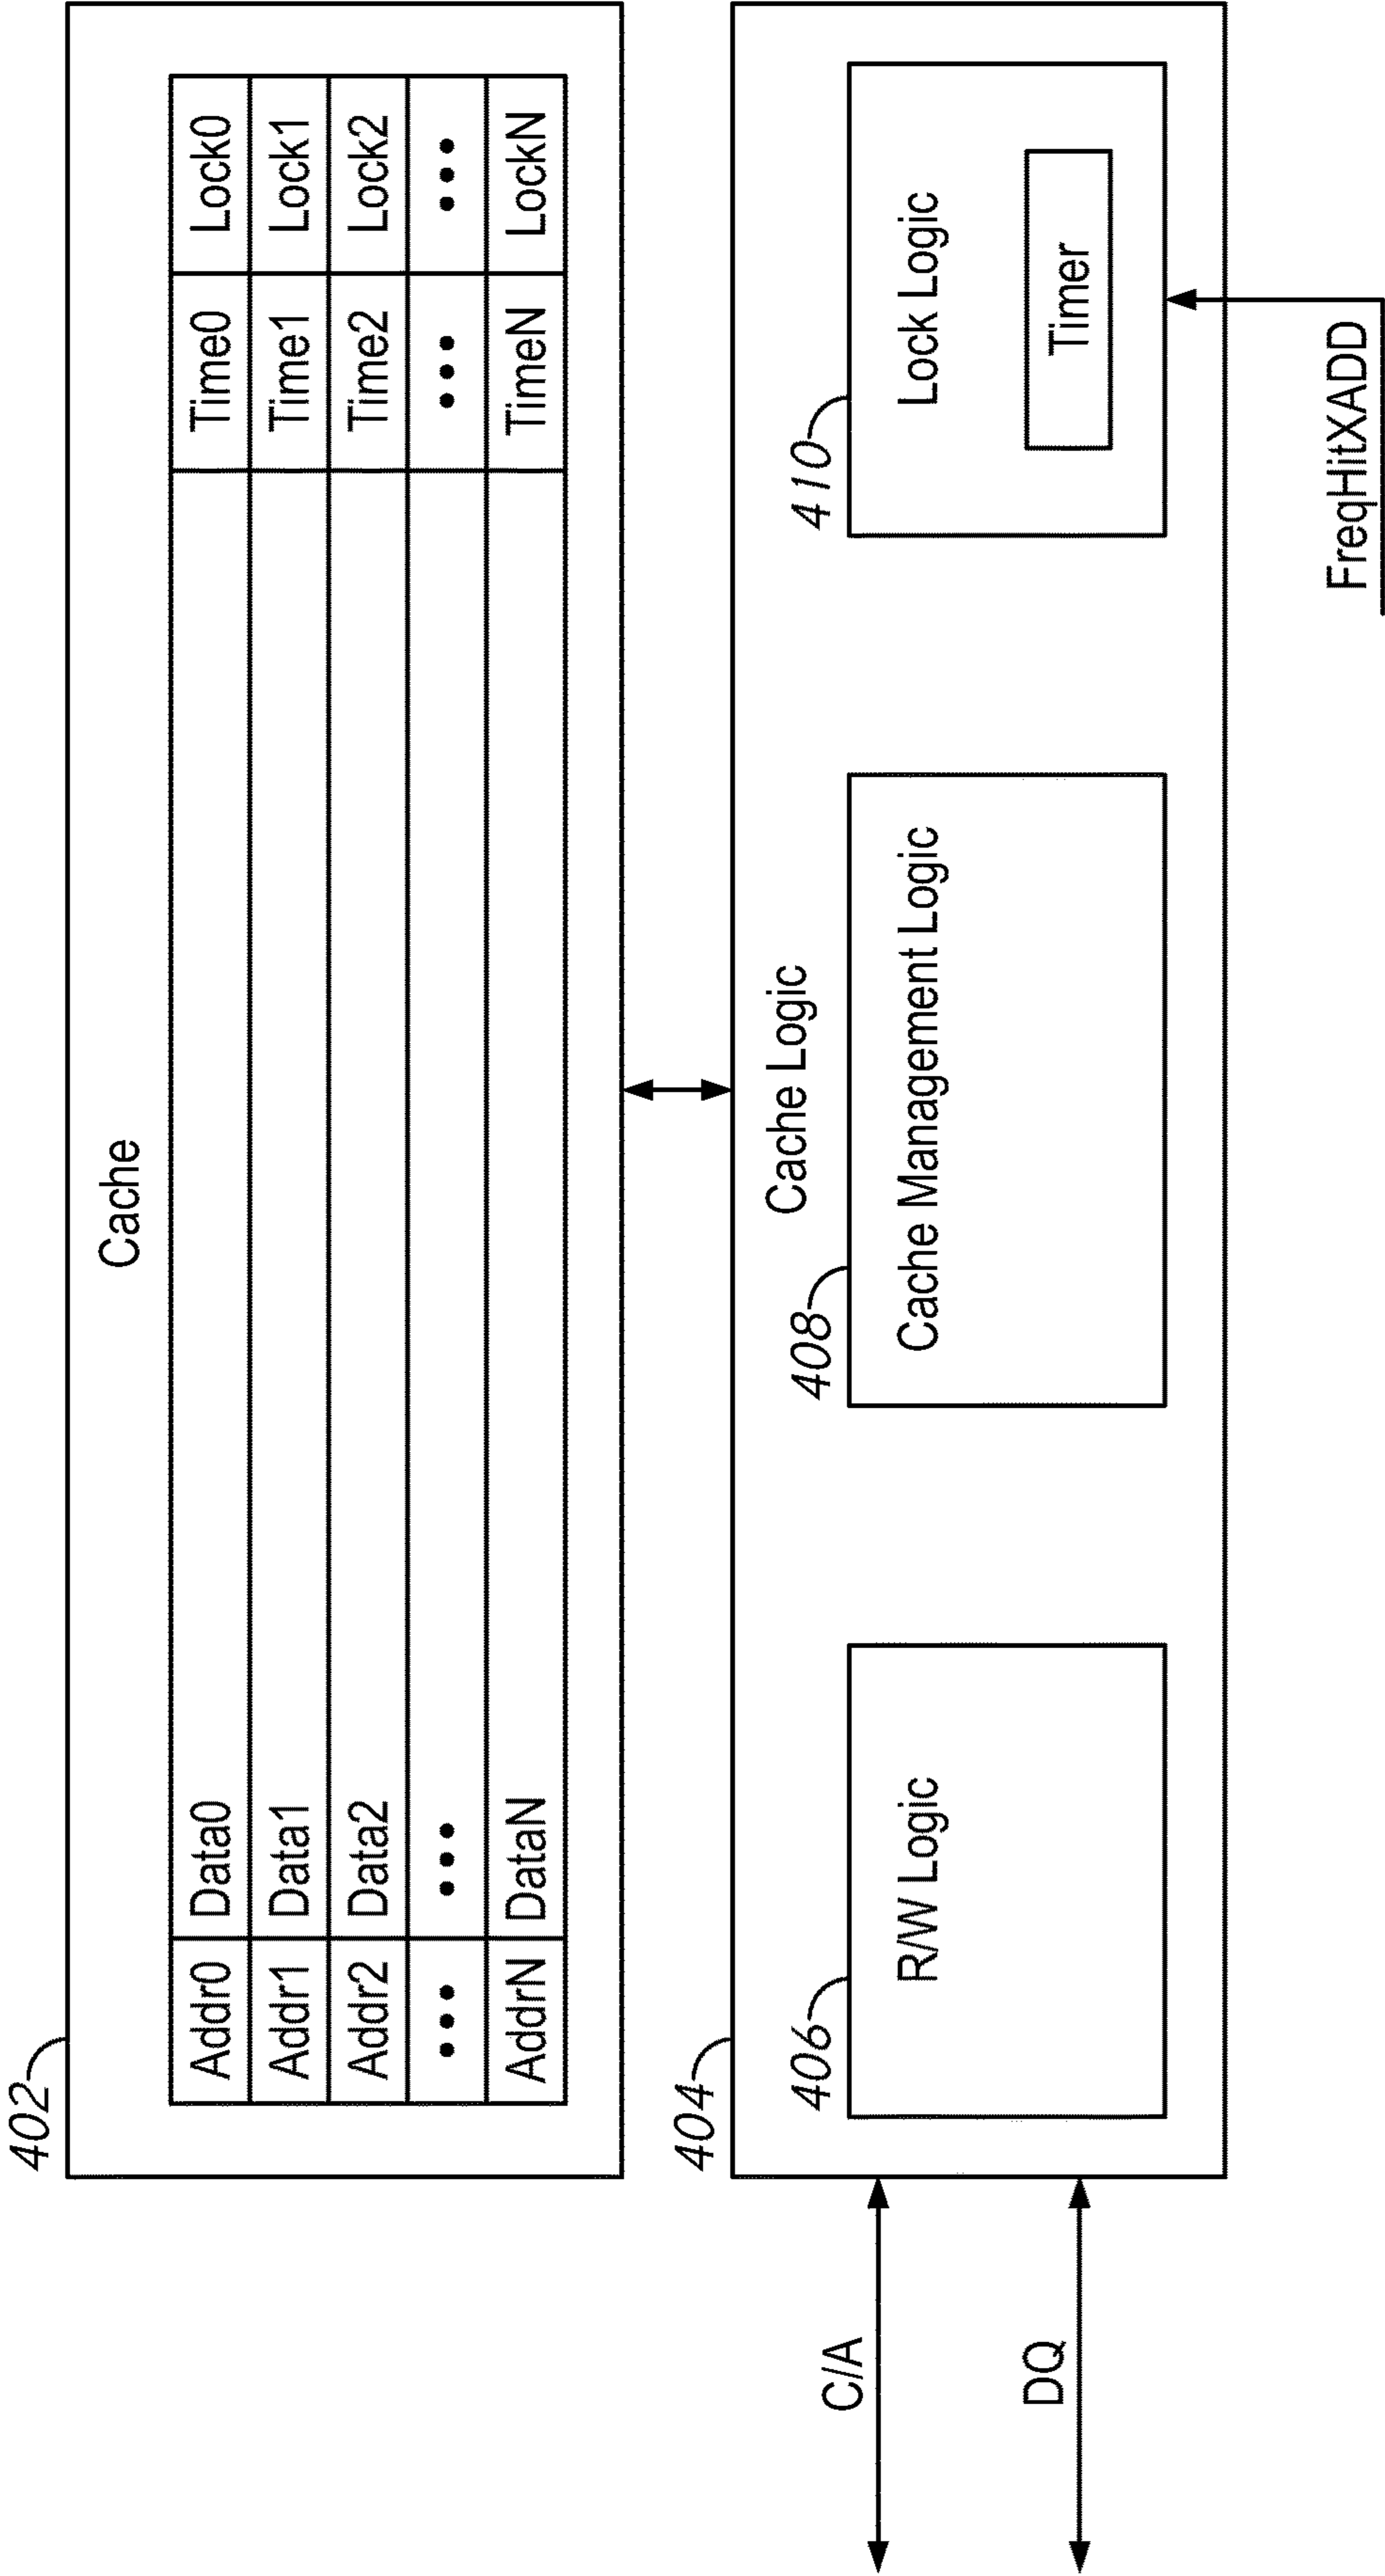 402
Cache
Addr0 Data0 Time0 Lock0
Addr1 Data1 Time1 Lock1
Addr2 Data2 Time2 Lock2
••• ••• ••• •••
AddrN DataN TimeN LockN
404
Cache Logic
C/A
DQ
406
R/W Logic
408
Cache Management Logic
410
Lock Logic
Timer
FreqHitXADD